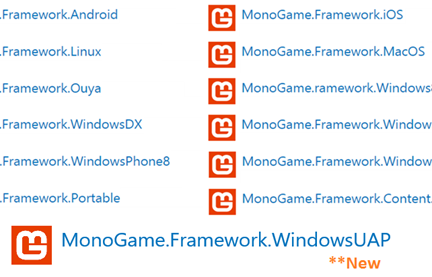 .Framework.Android
MonoGame.Framework.iOS
.Framework.Linux
MonoGame.Framework.MacOS
.Framework.Ouya
MonoGame.ramework.Windows8
.Framework.WindowsDX
MonoGame.Framework.Window
.Framework.WindowsPhone8
MonoGame.Framework.Window
.Framework.Portable
MonoGame.Framework.Content.
MonoGame.Framework.WindowsUAP
**New